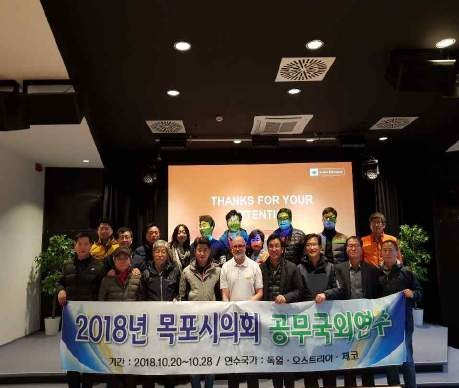 THANKS FOR YOUR
2018년 목포시의회 공무국외연수
기간 : 2018.10.20~10.28 / 연수국가 : 독일 · 오스트리아 · 체코